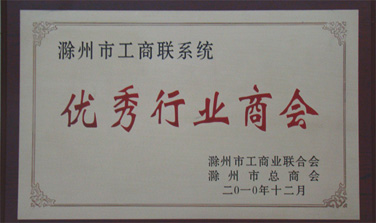 滁州市工商联系统
优秀行业商会
滁州市工商业联合会
滁州市总商会
二0一0年十二月